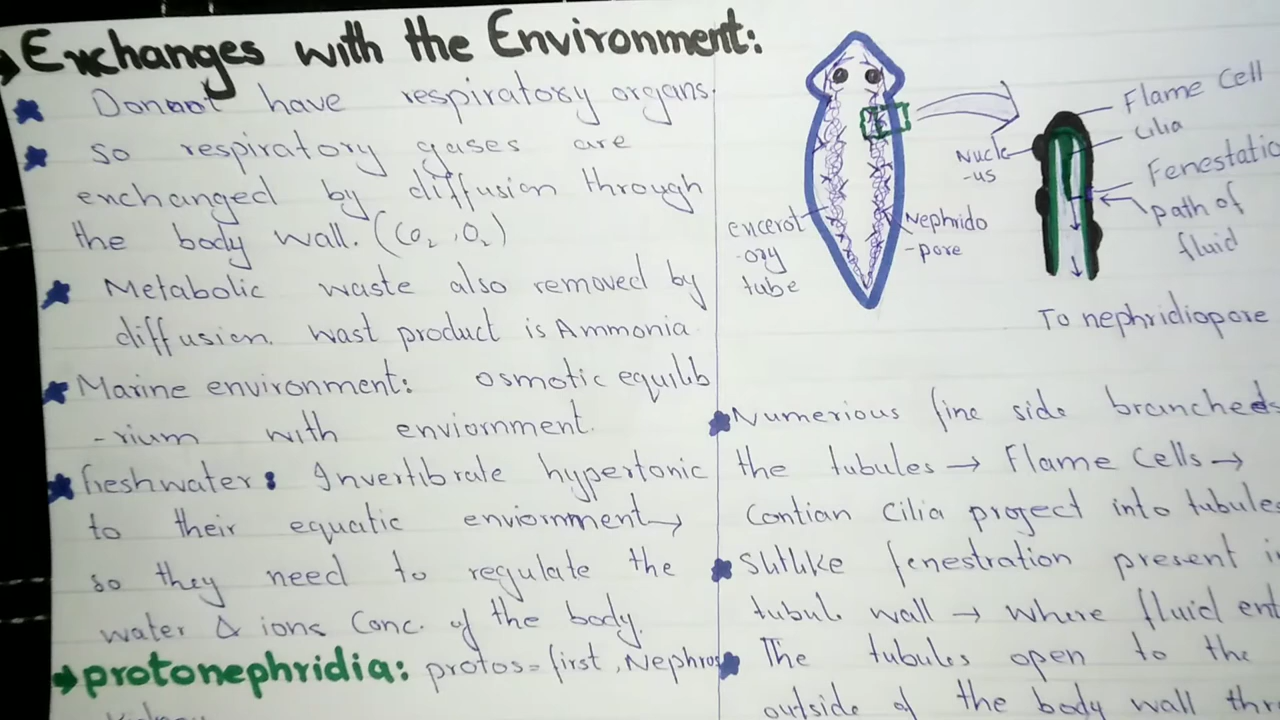 Exchanges with the Environment:
Donoot have respiratory organs.
so respiratory gases are
exchanged by diffusion through
the body wall. (CO₂, O₂)
Metabolic waste also removed by
diffusion. wast product is Ammonia
Marine environment: osmotic equilib
-rium with enviornment.
freshwater: Invertibrate hypertonic
to their equatic enviornment→
so they need to regulate the
water & ions Conc. of the body.
protonephridia: protos=first, Nephros
Flame Cell
cilia
Nucle
-us
Fenestatio
path of
fluid
encerot
-ory
tube
Nephrido
-pore
To nephridiopore
Numerious fine side brancheds
the tubules → Flame Cells →
Contian cilia project into tubules
Slitlike fenestration present in
tubul. wall → where fluid ent
The tubules open to the
outside of the body wall thr